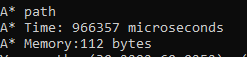 A* path
A* Time: 966357 microseconds
A* Memory:112 bytes